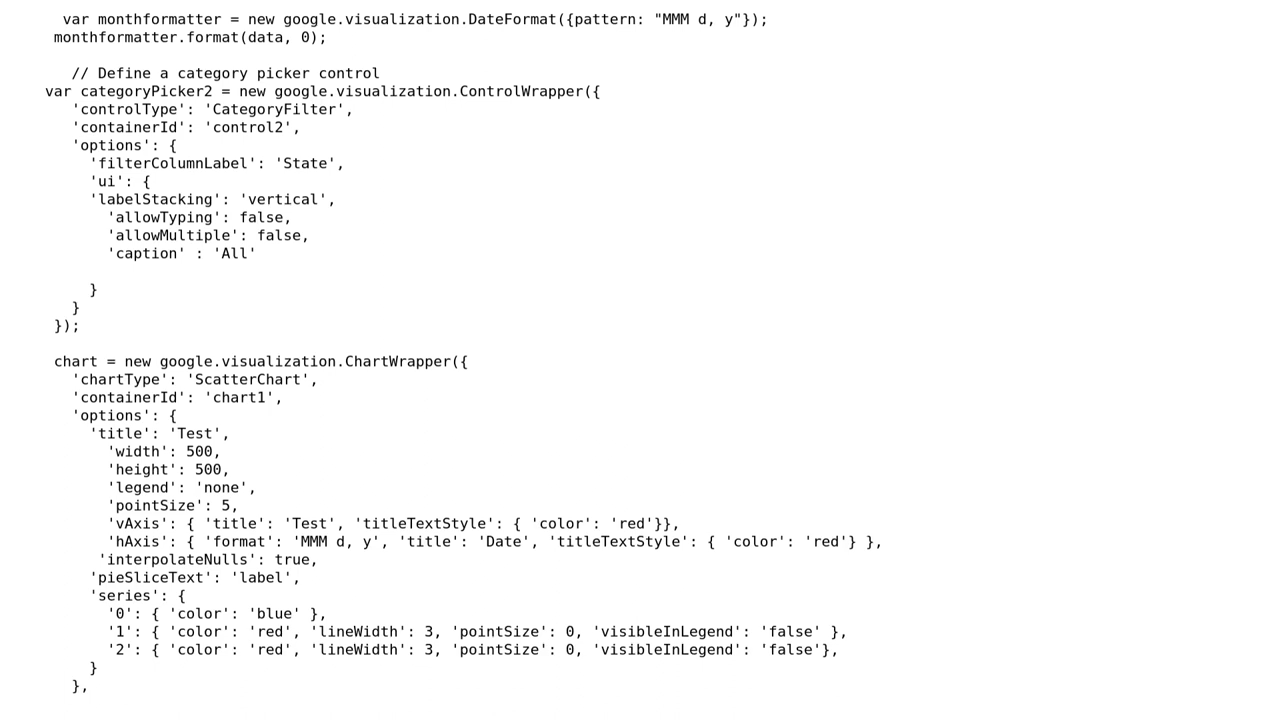 var monthformatter = new google.visualization.DateFormat({pattern: "MMM d, y"});
monthformatter.format(data, 0);
// Define a category picker control
var categoryPicker2 = new google.visualization.ControlWrapper({
'controlType': 'CategoryFilter',
'containerId': 'control2',
'options': {
'filterColumnLabel': 'State',
'ui': {
'labelStacking': 'vertical',
'allowTyping': false,
'allowMultiple': false,
'caption' : 'All'
}
}
});
chart = new google.visualization.ChartWrapper({
'chartType': 'ScatterChart',
'containerId': 'chart1',
'options': {
'title': 'Test',
'width': 500,
'height': 500,
'legend': 'none',
'pointSize': 5,
'vAxis': { 'title': 'Test', 'titleTextStyle': { 'color': 'red'}},
'hAxis': { 'format': 'MMM d, y', 'title': 'Date', 'titleTextStyle': { 'color': 'red'} },
'interpolateNulls': true,
'pieSliceText': 'label',
'series': {
'0': { 'color': 'blue' },
'1': { 'color': 'red', 'lineWidth': 3, 'pointSize': 0, 'visibleInLegend': 'false' },
'2': { 'color': 'red', 'lineWidth': 3, 'pointSize': 0, 'visibleInLegend': 'false'},
}
},